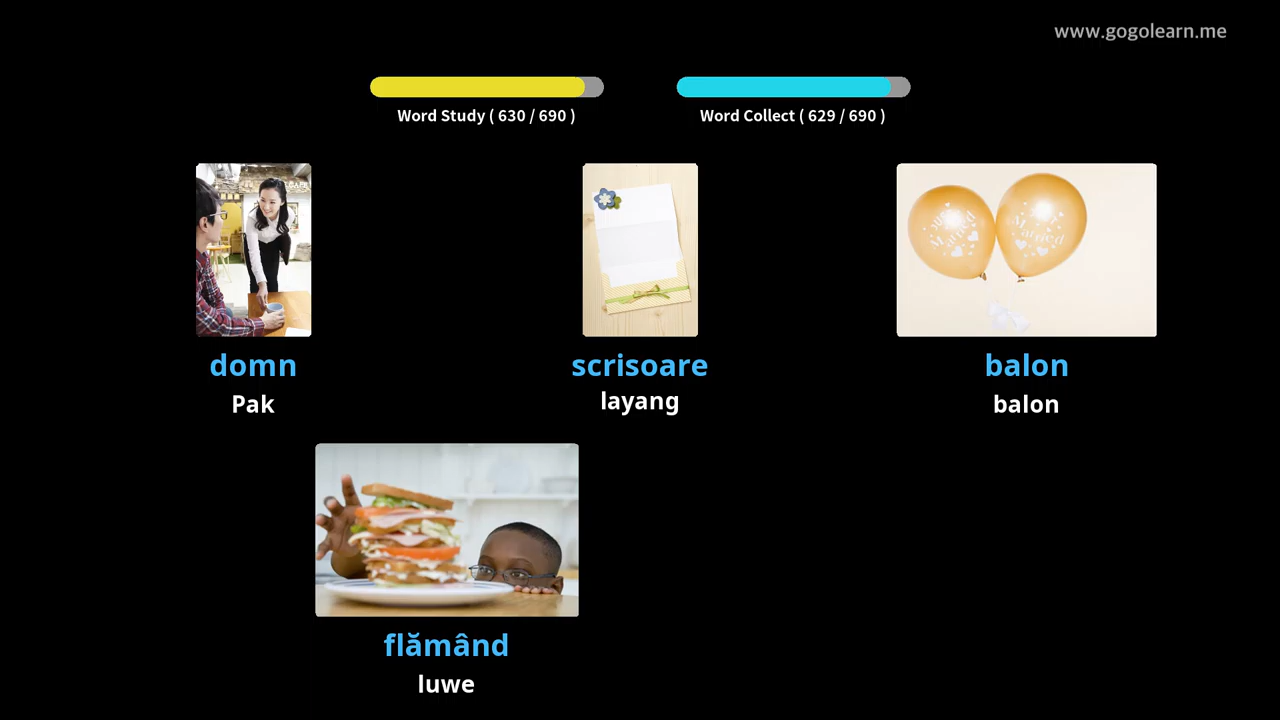 www.gogolearn.me
Word Study ( 630 / 690 )
Word Collect ( 629 / 690 )
domn
Pak
scrisoare
layang
balon
balon
flămând
luwe